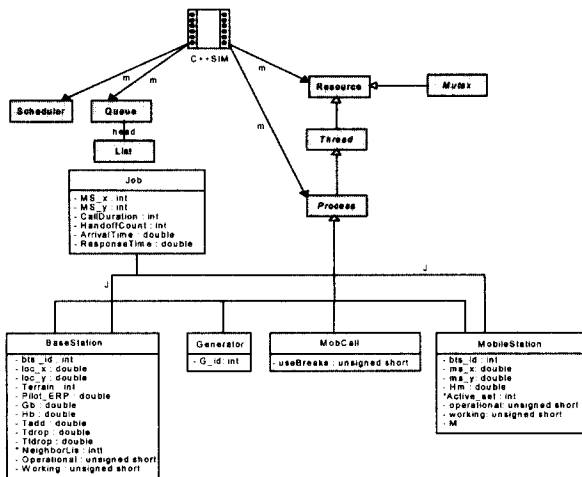 C++SIM
m
m
m
m
Scheduler
Queue
Resource
Mutex
head
List
Thread
Process
Job
- MS_x : int
- MS_y : int
- CallDuration : int
- HandoffCount : int
- ArrivalTime : double
- ResponseTime : double
J
J
BaseStation
- bts_id : int
- loc_x : double
- loc_y : double
- Terrain : int
- Pilot_ERP : double
- Gb : double
- Hb : double
- Tadd : double
- Tdrop : double
- Ttdrop : double
* NeighborLis : intt
- Operational : unsigned short
- Working : unsigned short
Generator
- G_id : int
MobCall
- useBreaks : unsigned short
MobileStation
- bts_id : int
- ms_x : double
- ms_y : double
- Hm : double
*Active_set : int
- operational : unsigned short
- working : unsigned short
- M